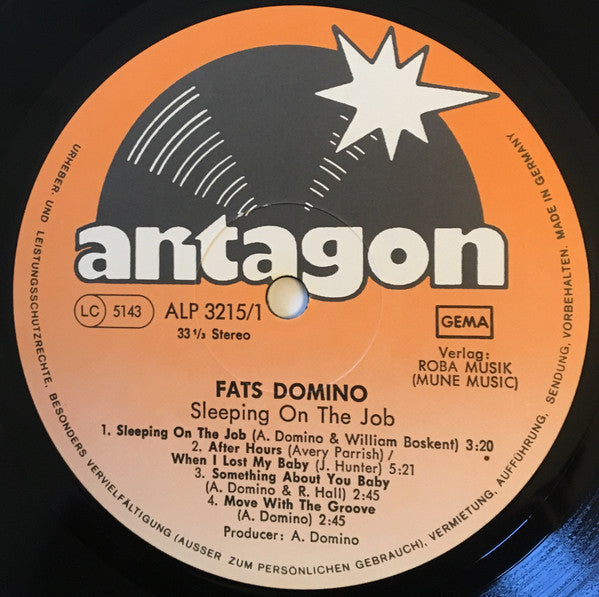 antagon
LC 5143
ALP 3215/1
33 ⅓ Stereo
GEMA
Verlag:
ROBA MUSIK
(MUNE MUSIC)
FATS DOMINO
Sleeping On The Job
1. Sleeping On The Job (A. Domino & William Boskent) 3:20
2. After Hours (Avery Parrish) /
When I Lost My Baby (J. Hunter) 5:21
3. Something About You Baby
(A. Domino & R. Hall) 2:45
4. Move With The Groove
(A. Domino) 2:45
Producer: A. Domino
URHEBER- UND LEISTUNGSSCHUTZRECHTE, BESONDERS VERVIELFÄLTIGUNG (AUSSER ZUM PERSÖNLICHEN GEBRAUCH), VERMIETUNG, AUFFÜHRUNG, SENDUNG, VORBEHALTEN. MADE IN GERMANY